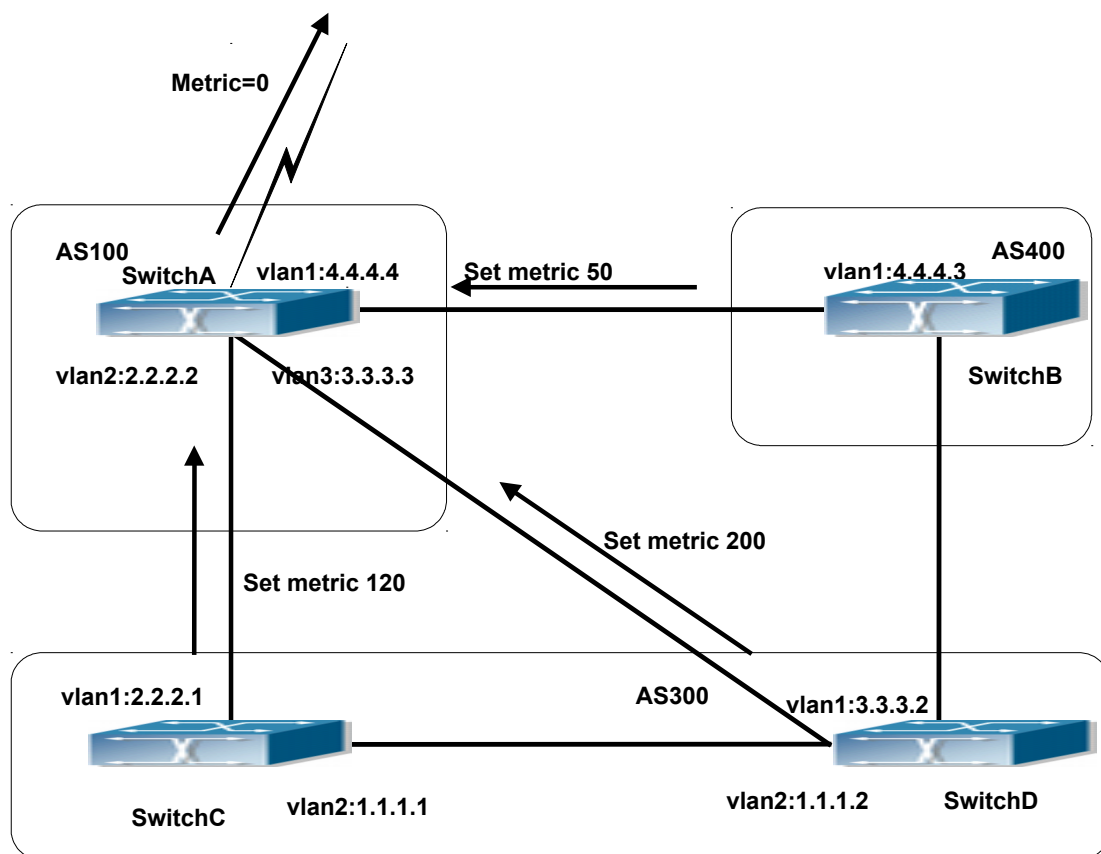 Metric=0
AS100
SwitchA
vlan1:4.4.4.4
Set metric 50
AS400
vlan1:4.4.4.3
vlan2:2.2.2.2
vlan3:3.3.3.3
SwitchB
Set metric 200
Set metric 120
vlan1:2.2.2.1
AS300
vlan1:3.3.3.2
SwitchC
vlan2:1.1.1.1
vlan2:1.1.1.2
SwitchD